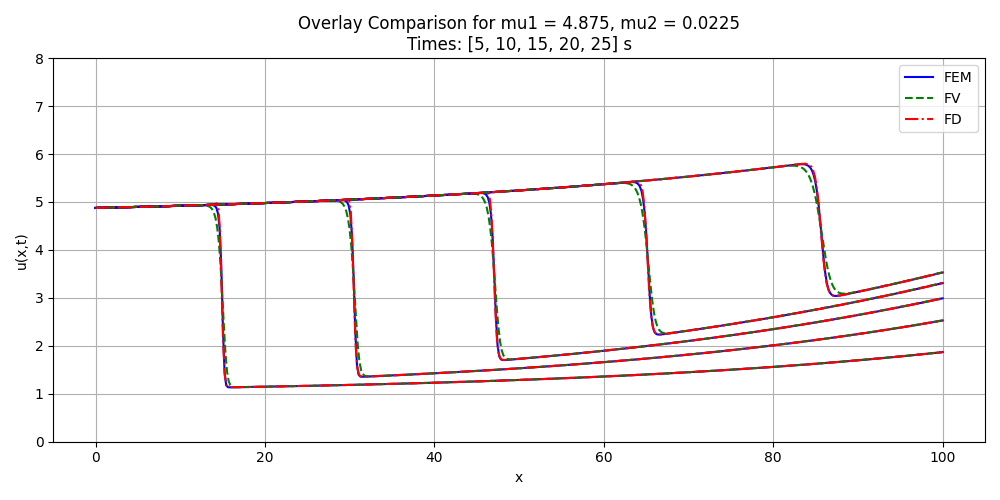 Overlay Comparison for mu1 = 4.875, mu2 = 0.0225
Times: [5, 10, 15, 20, 25] s
FEM
FV
FD
u(x,t)
8
7
6
5
4
3
2
1
0
0 20 40 60 80 100
x